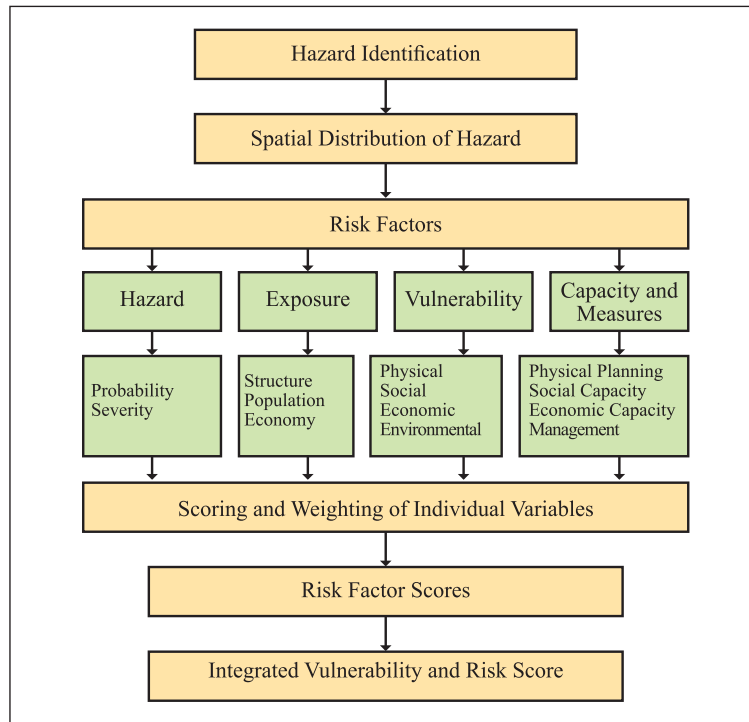 Hazard Identification
Spatial Distribution of Hazard
Risk Factors
Hazard
Exposure
Vulnerability
Capacity and
Measures
Probability
Severity
Structure
Population
Economy
Physical
Social
Economic
Environmental
Physical Planning
Social Capacity
Economic Capacity
Management
Scoring and Weighting of Individual Variables
Risk Factor Scores
Integrated Vulnerability and Risk Score